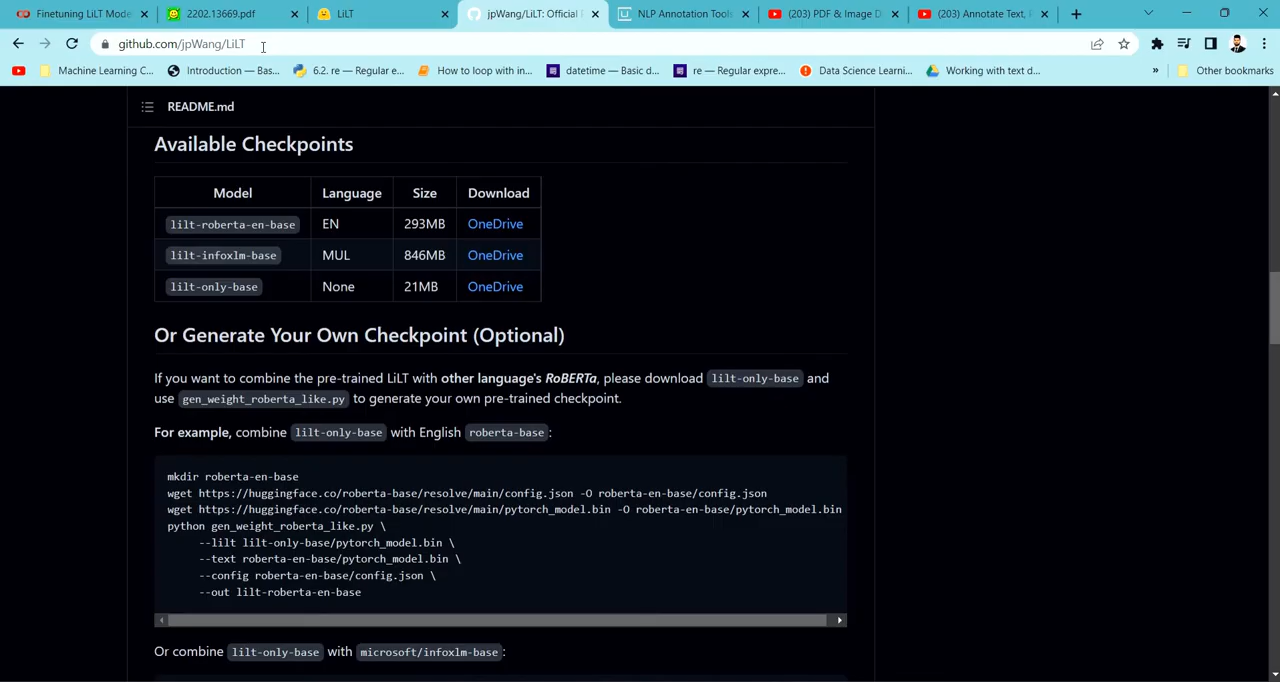 Finetuning LiLT Mode
2202.13669.pdf
LiLT
jpWang/LiLT: Official
NLP Annotation Tools
(203) PDF & Image D
(203) Annotate Text,
github.com/jpWang/LiLT
Machine Learning C...
Introduction — Bas...
6.2. re — Regular e...
How to loop with in...
datetime — Basic d...
re — Regular expre...
Data Science Learni...
Working with text d...
»
Other bookmarks
README.md
Available Checkpoints
Model Language Size Download
lilt-roberta-en-base EN 293MB OneDrive
lilt-infoxlm-base MUL 846MB OneDrive
lilt-only-base None 21MB OneDrive
Or Generate Your Own Checkpoint (Optional)
If you want to combine the pre-trained LiLT with other language's RoBERTa, please download lilt-only-base and
use gen_weight_roberta_like.py to generate your own pre-trained checkpoint.
For example, combine lilt-only-base with English roberta-base:
mkdir roberta-en-base
wget https://huggingface.co/roberta-base/resolve/main/config.json -O roberta-en-base/config.json
wget https://huggingface.co/roberta-base/resolve/main/pytorch_model.bin -O roberta-en-base/pytorch_model.bin
python gen_weight_roberta_like.py \
--lilt lilt-only-base/pytorch_model.bin \
--text roberta-en-base/pytorch_model.bin \
--config roberta-en-base/config.json \
--out lilt-roberta-en-base
Or combine lilt-only-base with microsoft/infoxlm-base: